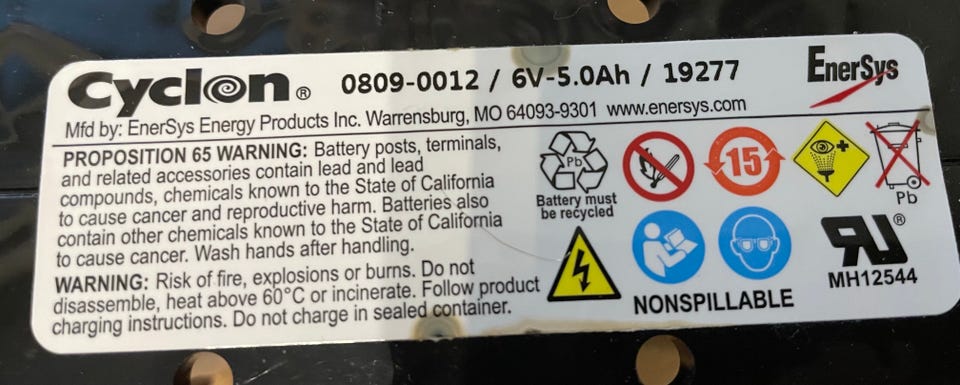 Cyclon® 0809-0012 / 6V-5.0Ah / 19277 EnerSys
Mfd by: EnerSys Energy Products Inc. Warrensburg, MO 64093-9301 www.enersys.com
PROPOSITION 65 WARNING: Battery posts, terminals,
and related accessories contain lead and lead
compounds, chemicals known to the State of California
to cause cancer and reproductive harm. Batteries also
contain other chemicals known to the State of California
to cause cancer. Wash hands after handling.
WARNING: Risk of fire, explosions or burns. Do not
disassemble, heat above 60°C or incinerate. Follow product
charging instructions. Do not charge in sealed container.
Pb
Battery must
be recycled
15
Pb
NONSPILLABLE
RU®
MH12544